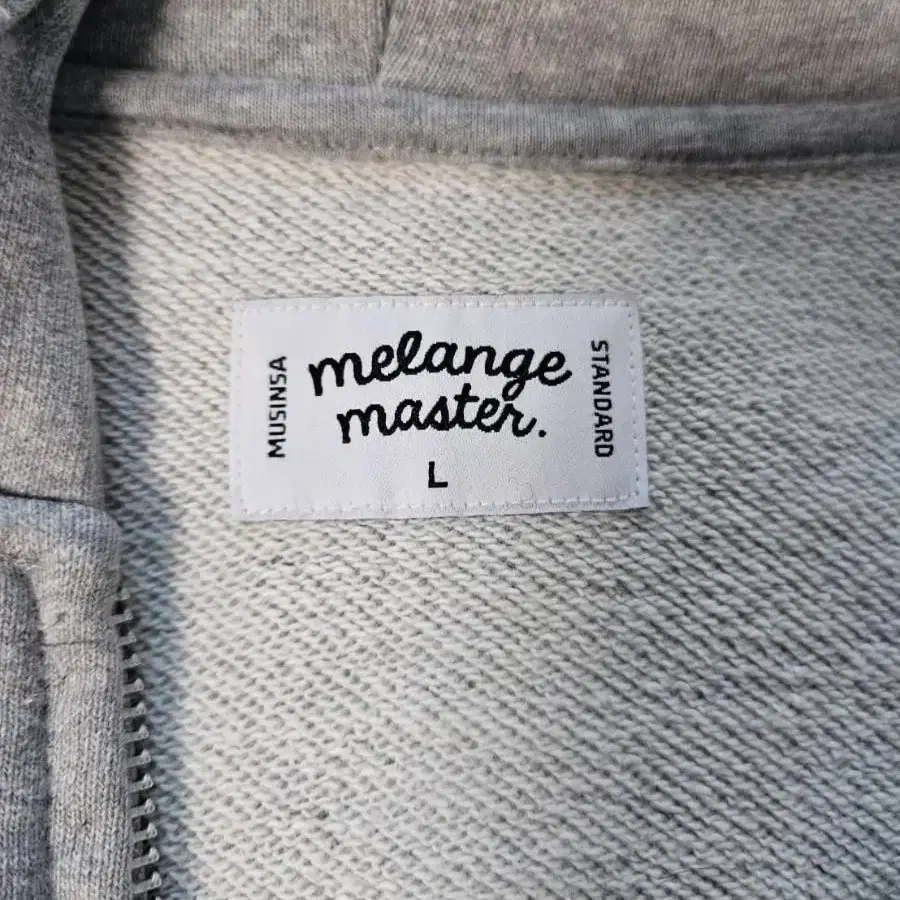 MUSINSA
melange
master.
L
STANDARD